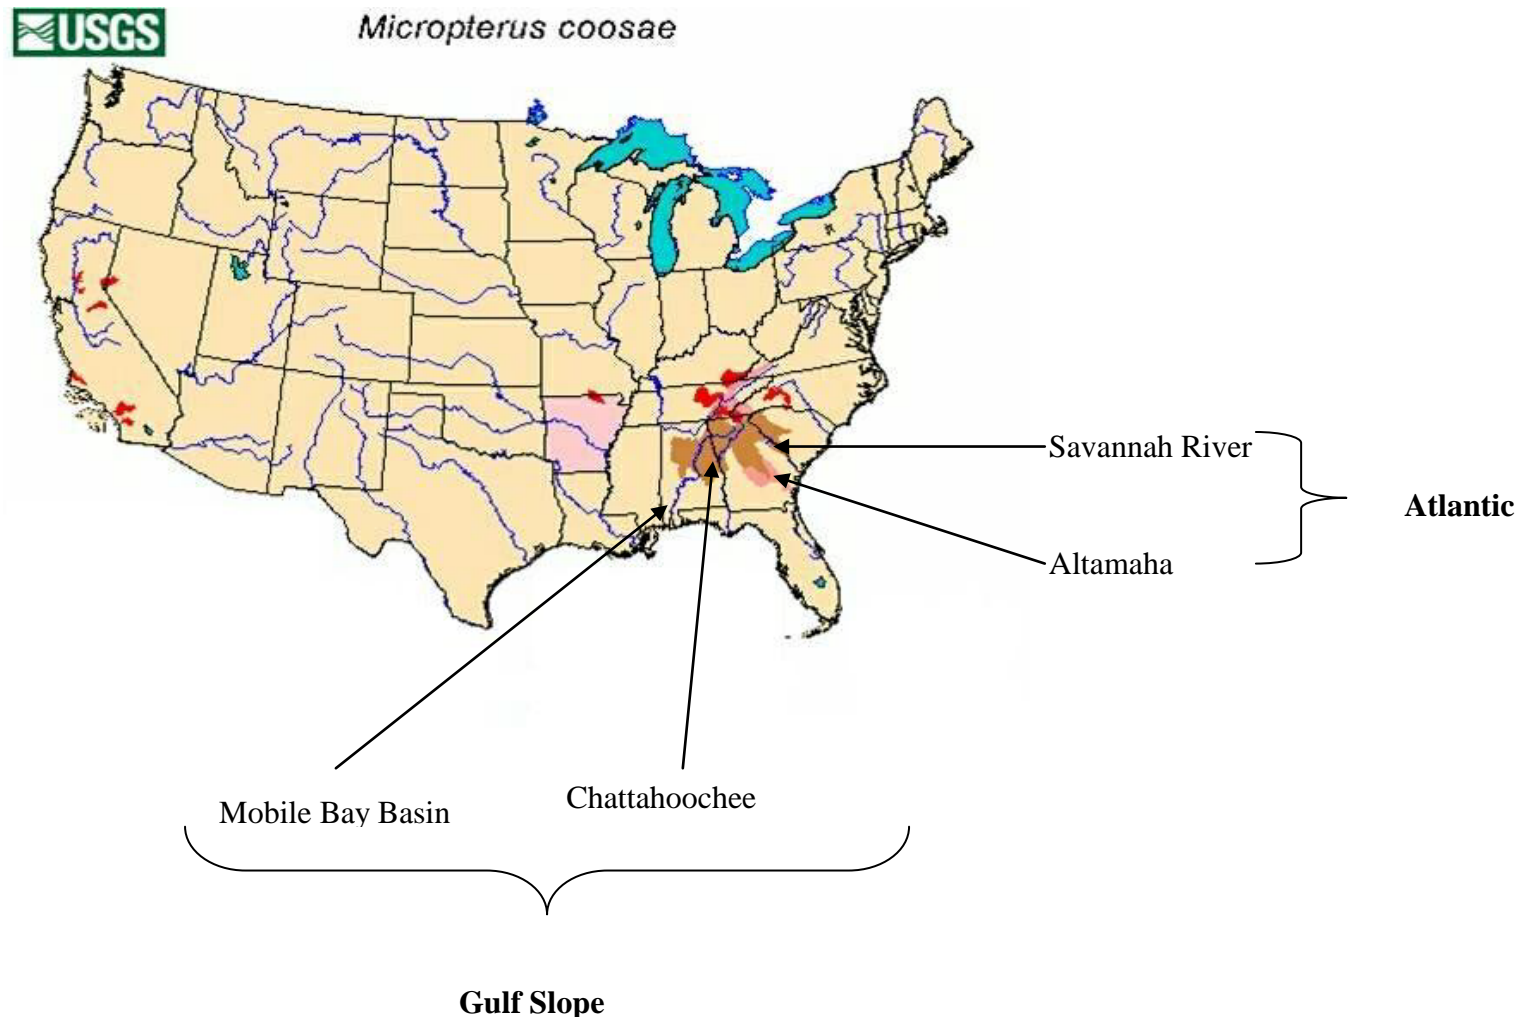 USGS
Micropterus coosae
Savannah River
Atlantic
Altamaha
Mobile Bay Basin
Chattahoochee
Gulf Slope